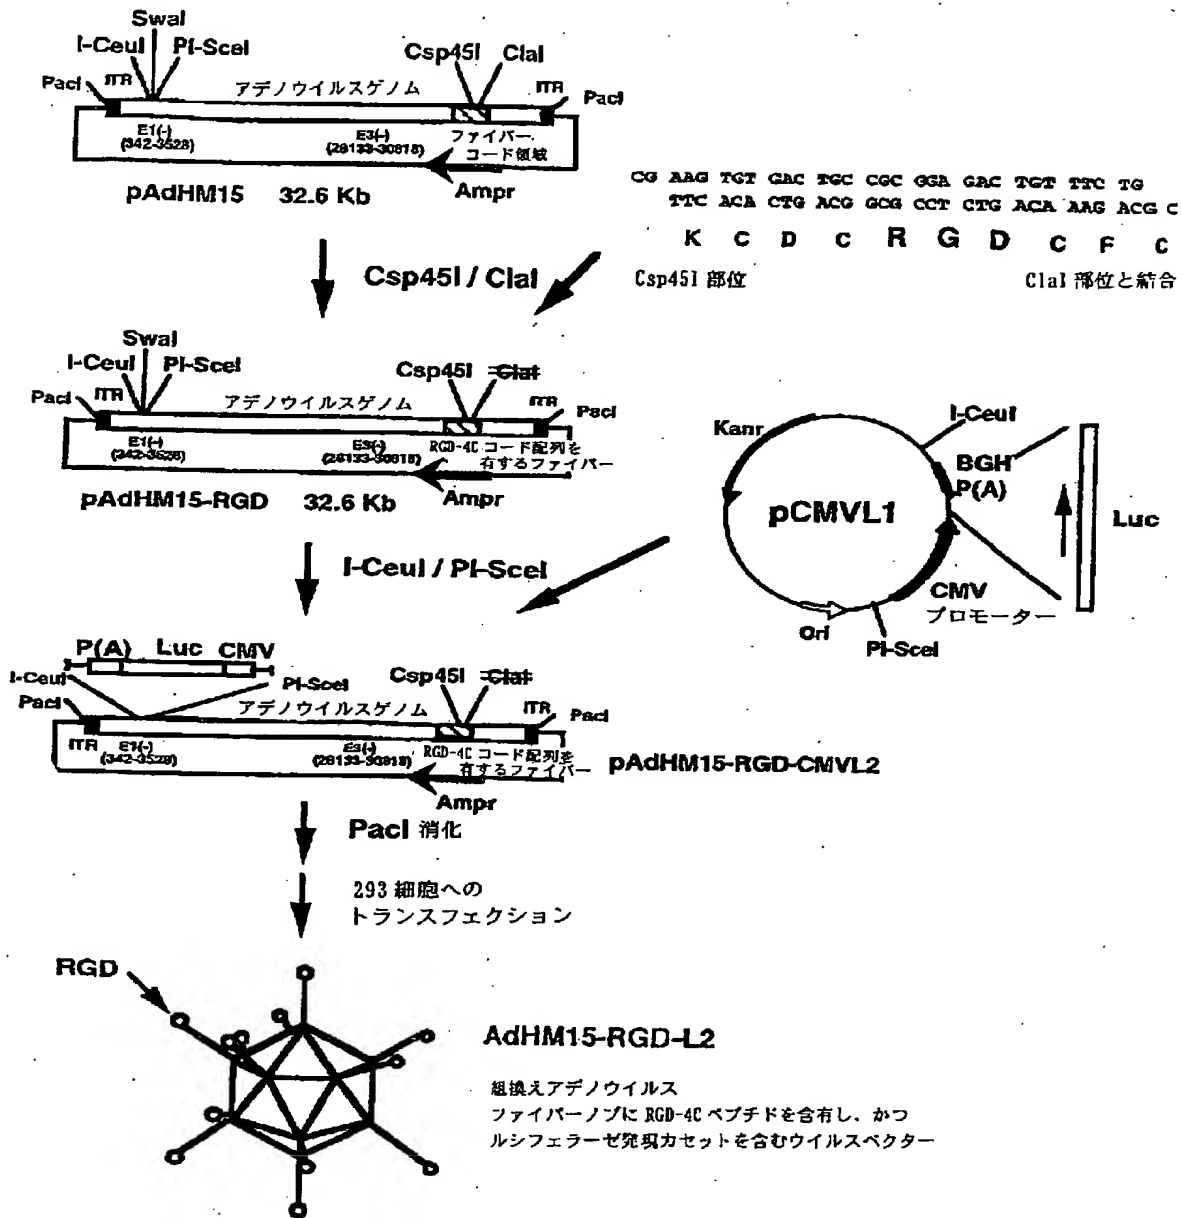 SwaI
I-CeuI PI-SceI
Csp45I ClaI
PacI ITR アデノウイルスゲノム ITR PacI
E1(-)
(342-3528)
E3(-)
(28133-30818)
ファイバー
コード領域
Ampr
pAdHM15 32.6 Kb
CG AAG TGT GAC TGC CGC GGA GAC TGT TTC TG
TTC ACA CTG ACG GCG CCT CTG ACA AAG ACG C
K C D C R G D C F C
Csp45I 部位 ClaI 部位と結合
Csp45I / ClaI
SwaI
I-CeuI PI-SceI
Csp45I ClaI
PacI ITR アデノウイルスゲノム ITR PacI
E1(-)
(342-3528)
E3(-)
(28133-30818)
RGD-4C コード配列を
有するファイバー
Ampr
pAdHM15-RGD 32.6 Kb
I-CeuI / PI-SceI
Kanr
I-CeuI
BGH
P(A)
pCMVL1
Luc
CMV
プロモーター
Ori
PI-SceI
P(A) Luc CMV
I-CeuI PI-SceI
Csp45I ClaI
PacI アデノウイルスゲノム ITR PacI
ITR
E1(-)
(342-3528)
E3(-)
(28133-30818)
RGD-4C コード配列を
有するファイバー
pAdHM15-RGD-CMVL2
Ampr
PacI 消化
293 細胞への
トランスフェクション
RGD
AdHM15-RGD-L2
組換えアデノウイルス
ファイバーノブに RGD-4C ペプチドを含有し、かつ
ルシフェラーゼ発現カセットを含むウイルスベクター